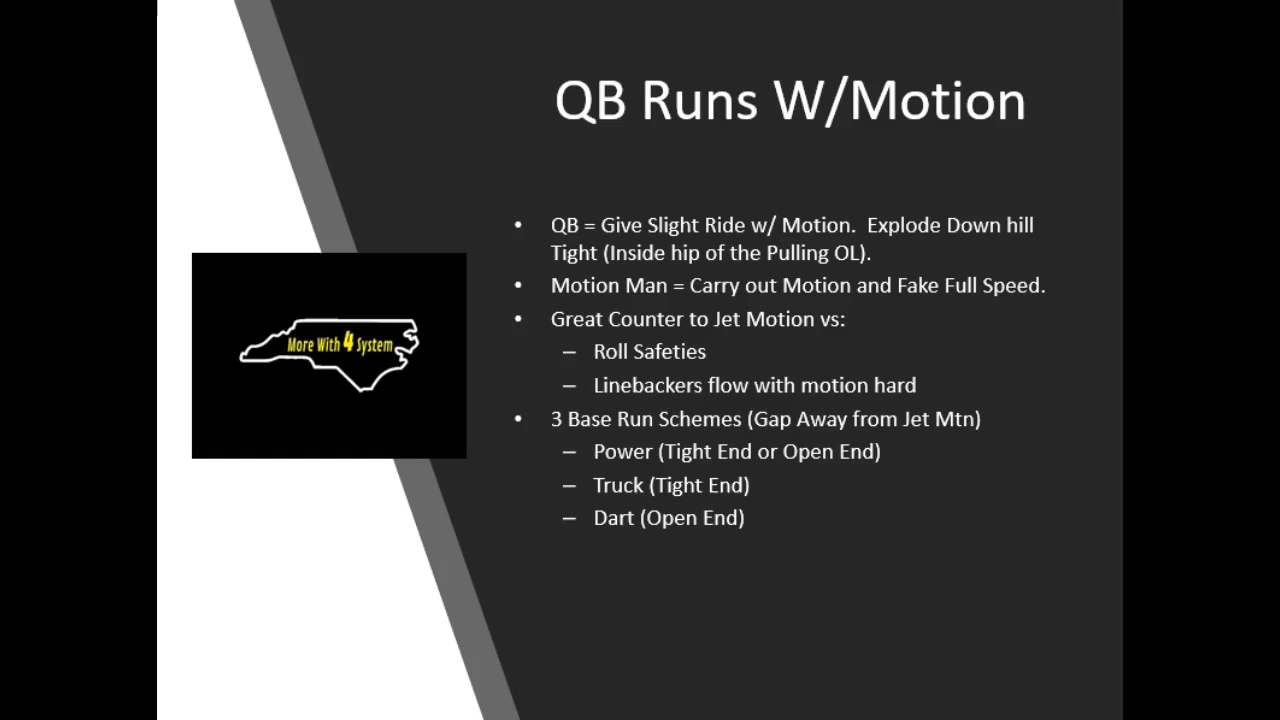 QB Runs W/Motion
• QB = Give Slight Ride w/ Motion.  Explode Down hill
Tight (Inside hip of the Pulling OL).
• Motion Man = Carry out Motion and Fake Full Speed.
• Great Counter to Jet Motion vs:
– Roll Safeties
– Linebackers flow with motion hard
• 3 Base Run Schemes (Gap Away from Jet Mtn)
– Power (Tight End or Open End)
– Truck (Tight End)
– Dart (Open End)
More With 4 System